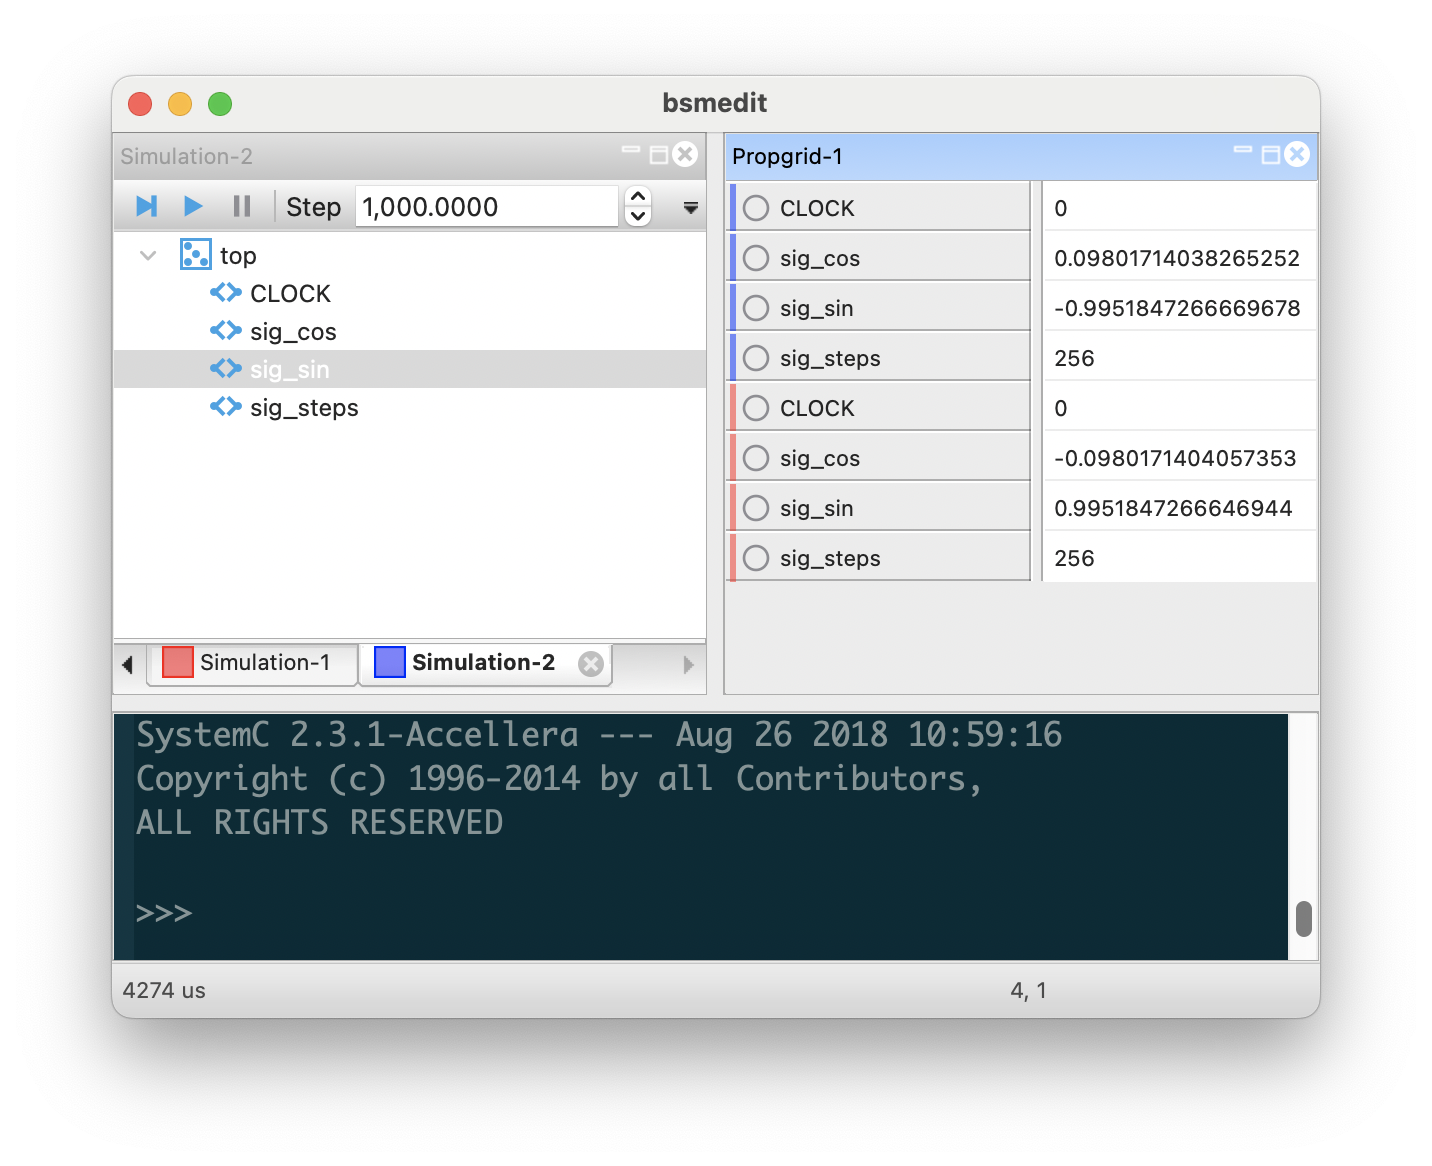 bsmedit
Simulation-2
Step 1,000.0000
top
CLOCK
sig_cos
sig_sin
sig_steps
Simulation-1 Simulation-2
Propgrid-1
CLOCK 0
sig_cos 0.09801714038265252
sig_sin -0.9951847266669678
sig_steps 256
CLOCK 0
sig_cos -0.0980171404057353
sig_sin 0.9951847266646944
sig_steps 256
SystemC 2.3.1-Accellera --- Aug 26 2018 10:59:16
Copyright (c) 1996-2014 by all Contributors,
ALL RIGHTS RESERVED
>>>
4274 us 4, 1